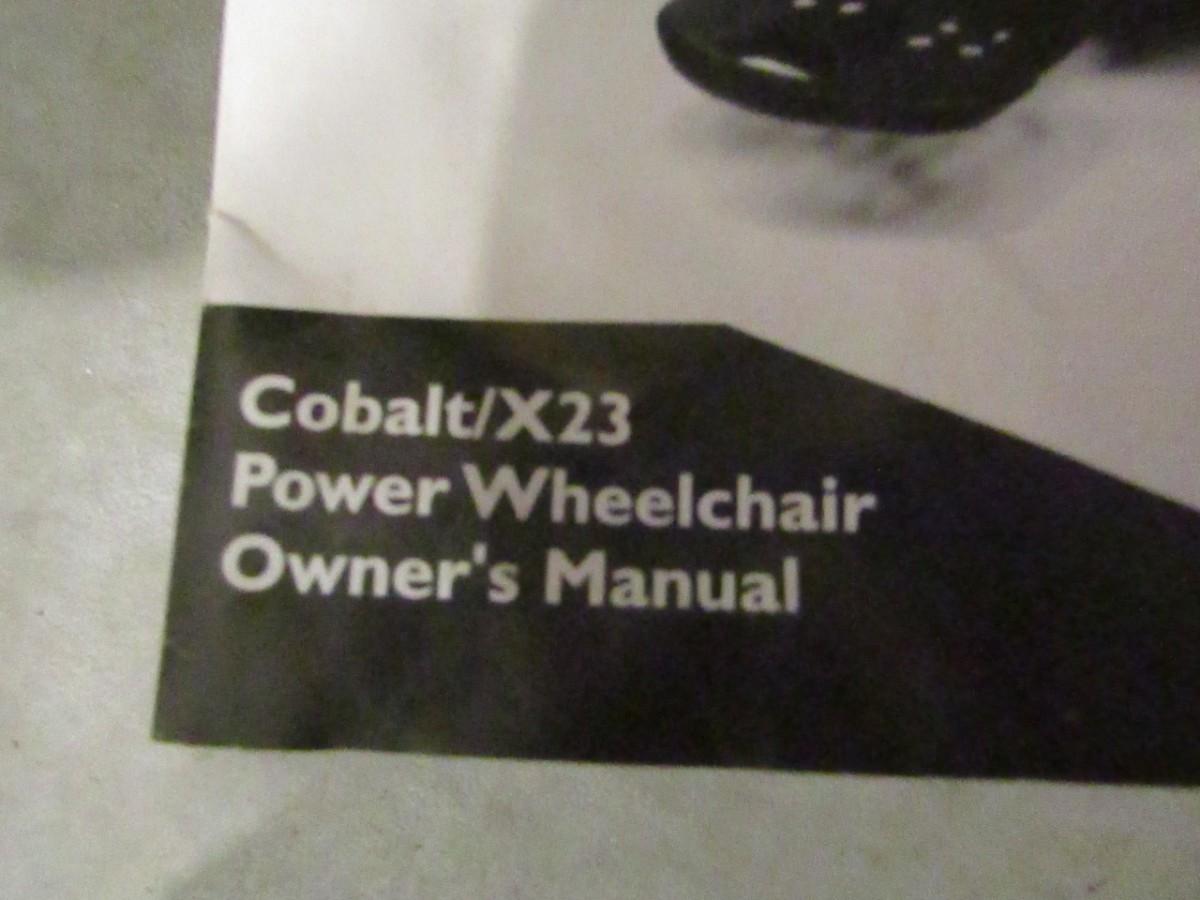 Cobalt/X23
Power Wheelchair
Owner's Manual